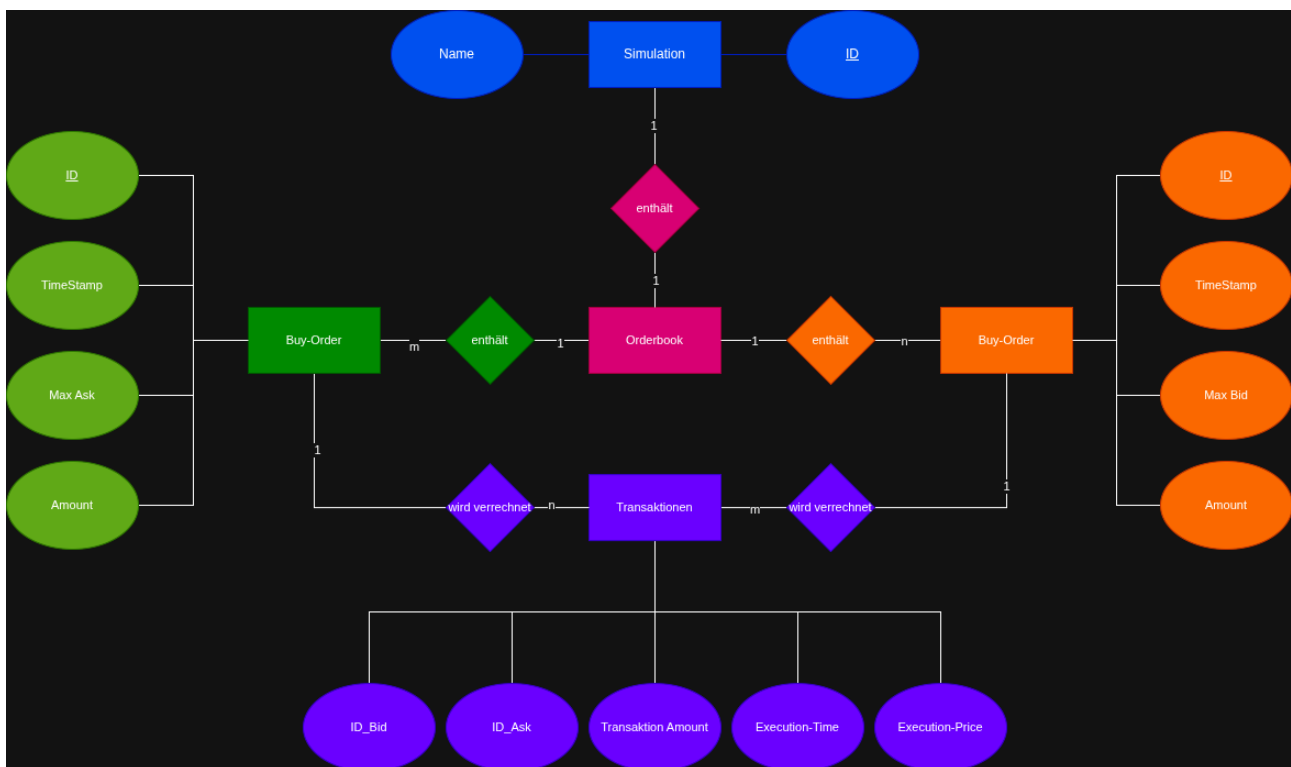 Name
Simulation
ID
1
enthält
1
ID
TimeStamp
Max Ask
Amount
Buy-Order
m
enthält
1
Orderbook
1
enthält
n
Buy-Order
ID
TimeStamp
Max Bid
Amount
1
wird verrechnet
n
Transaktionen
m
wird verrechnet
1
ID_Bid
ID_Ask
Transaktion Amount
Execution-Time
Execution-Price